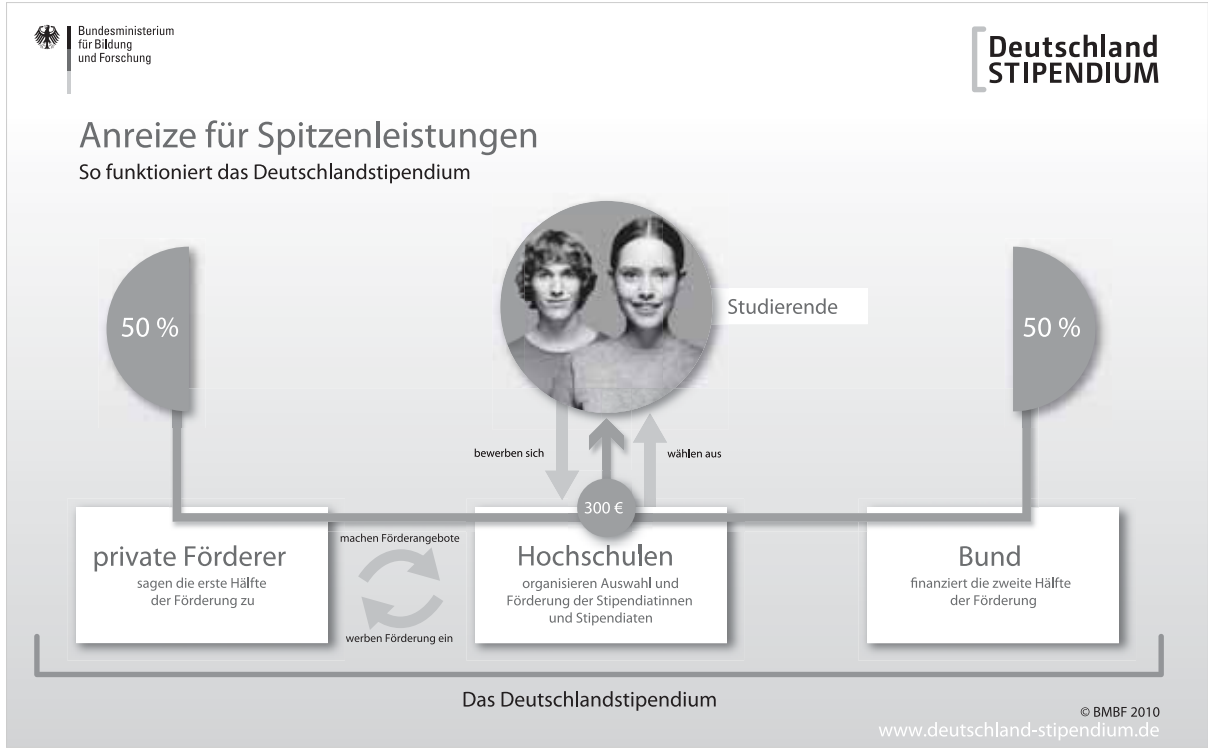 Bundesministerium
für Bildung
und Forschung
Deutschland
STIPENDIUM
Anreize für Spitzenleistungen
So funktioniert das Deutschlandstipendium
50 %
Studierende
50 %
bewerben sich
wählen aus
300 €
private Förderer
sagen die erste Hälfte
der Förderung zu
machen Förderangebote
werben Förderung ein
Hochschulen
organisieren Auswahl und
Förderung der Stipendiatinnen
und Stipendiaten
Bund
finanziert die zweite Hälfte
der Förderung
Das Deutschlandstipendium
© BMBF 2010
www.deutschland-stipendium.de